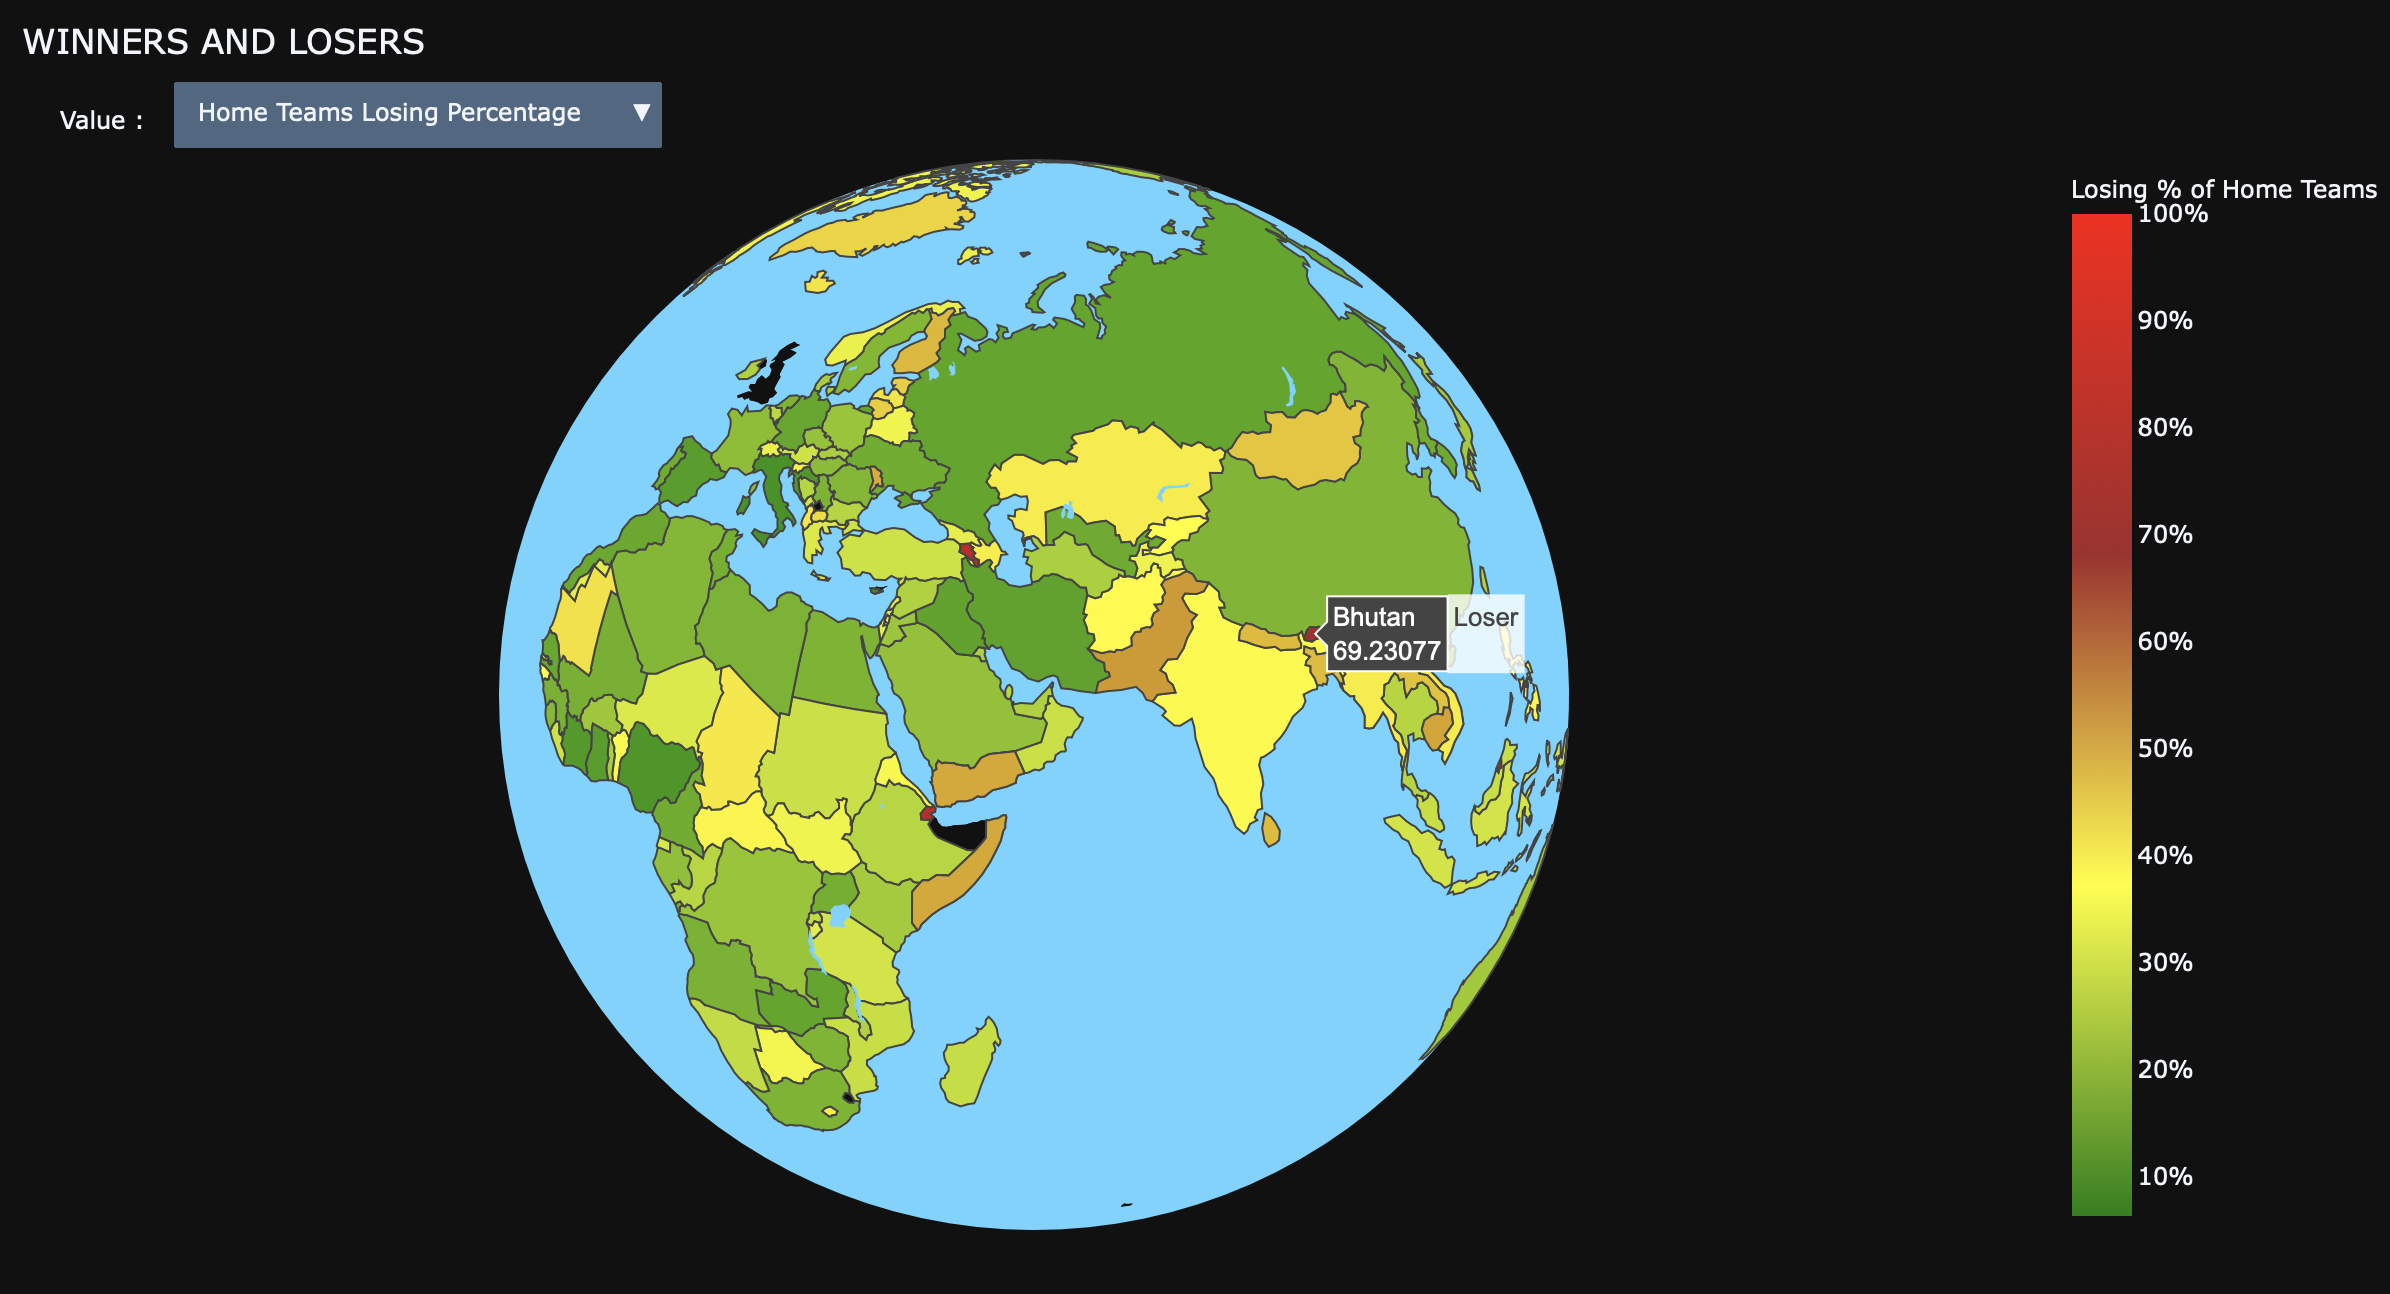 WINNERS AND LOSERS
Value :
Home Teams Losing Percentage ▼
Losing % of Home Teams
100%
90%
80%
70%
60%
50%
40%
30%
20%
10%
Bhutan
69.23077
Loser